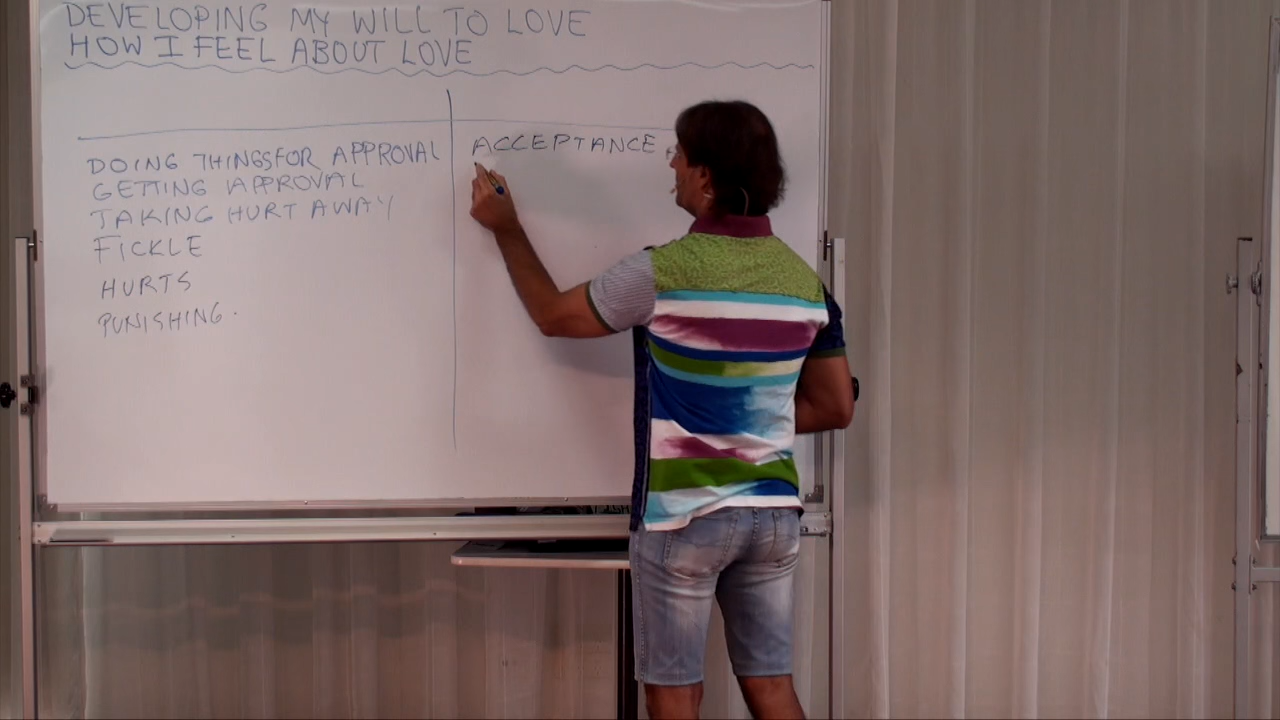 DEVELOPING MY WILL TO LOVE
HOW I FEEL ABOUT LOVE
DOING THINGS FOR APPROVAL
GETTING APPROVAL
TAKING HURT AWAY
FICKLE
HURTS
PUNISHING.
ACCEPTANCE